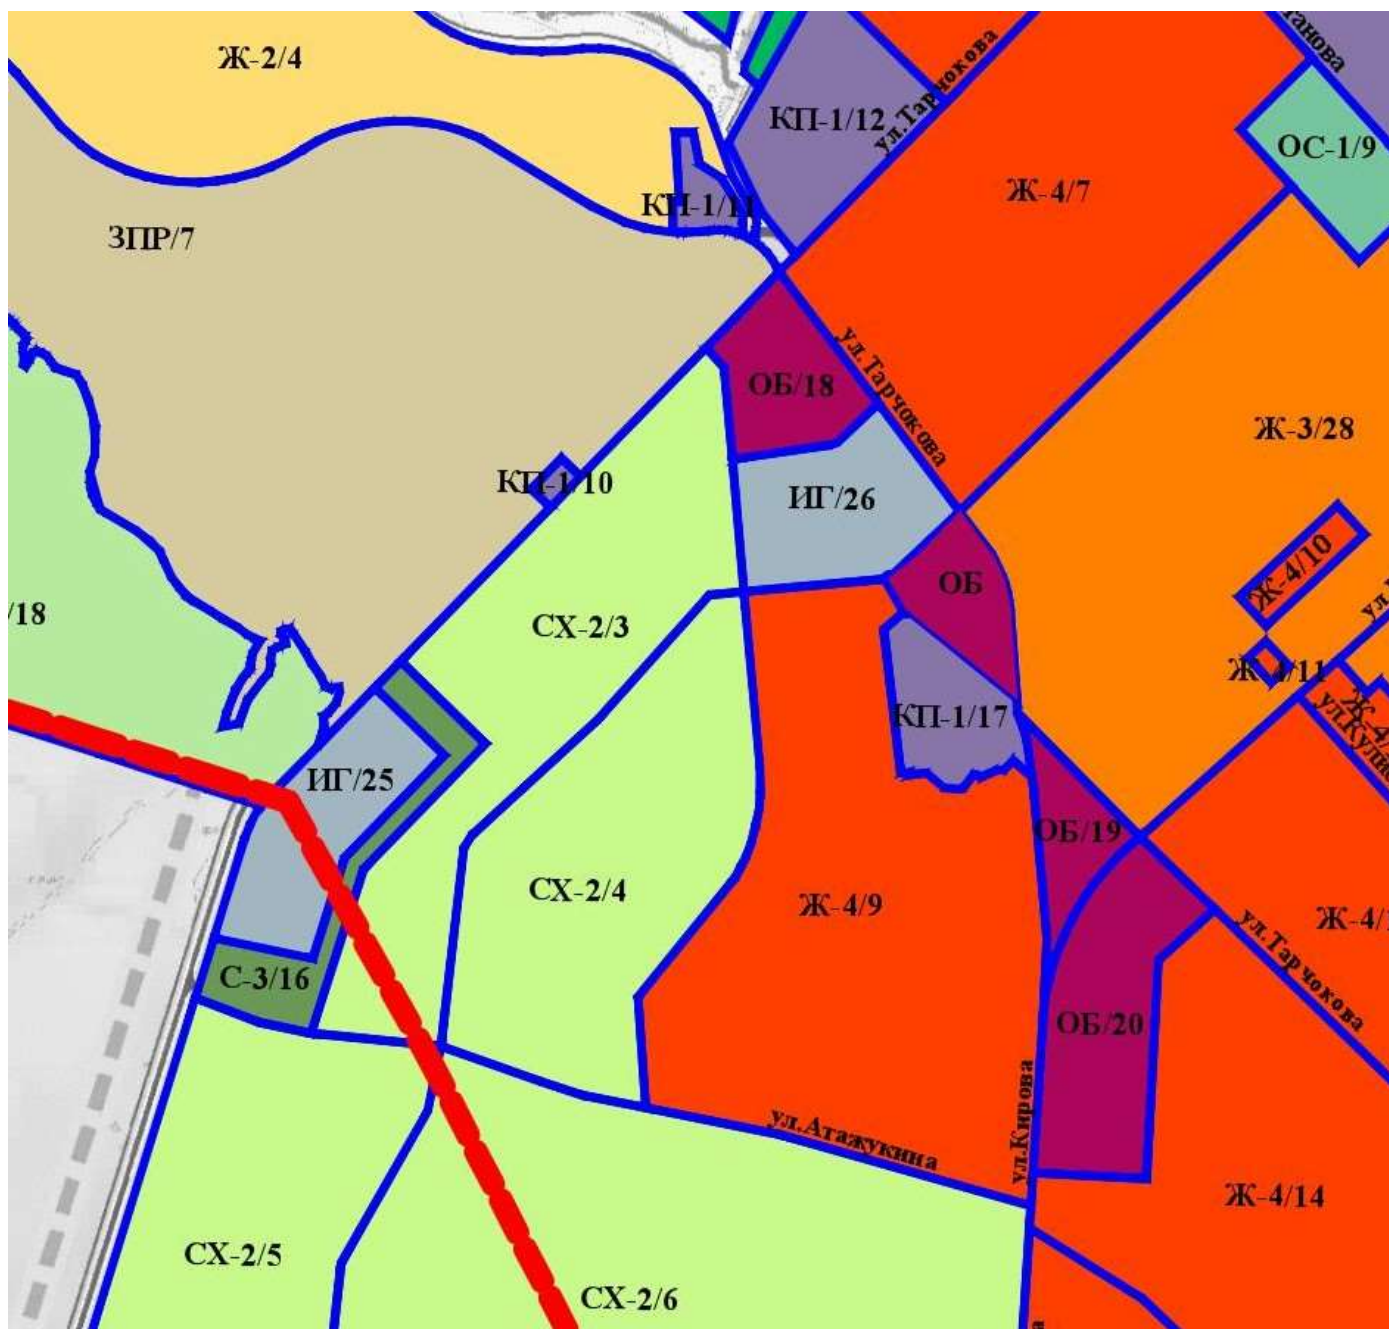 Ж-2/4
КП-1/12
ул.Тарчокова
ОС-1/9
Ж-4/7
КП-1/11
ЗПР/7
ул.Тарчокова
ОБ/18
Ж-3/28
КП-1/10
ИГ/26
Ж-4/10
ОБ
/18
СХ-2/3
Ж-4/11
КП-1/17
ИГ/25
ОБ/19
СХ-2/4
Ж-4/9
ул.Тарчокова
С-3/16
ОБ/20
ул.Кирова
ул.Атажукина
Ж-4/14
СХ-2/5
СХ-2/6